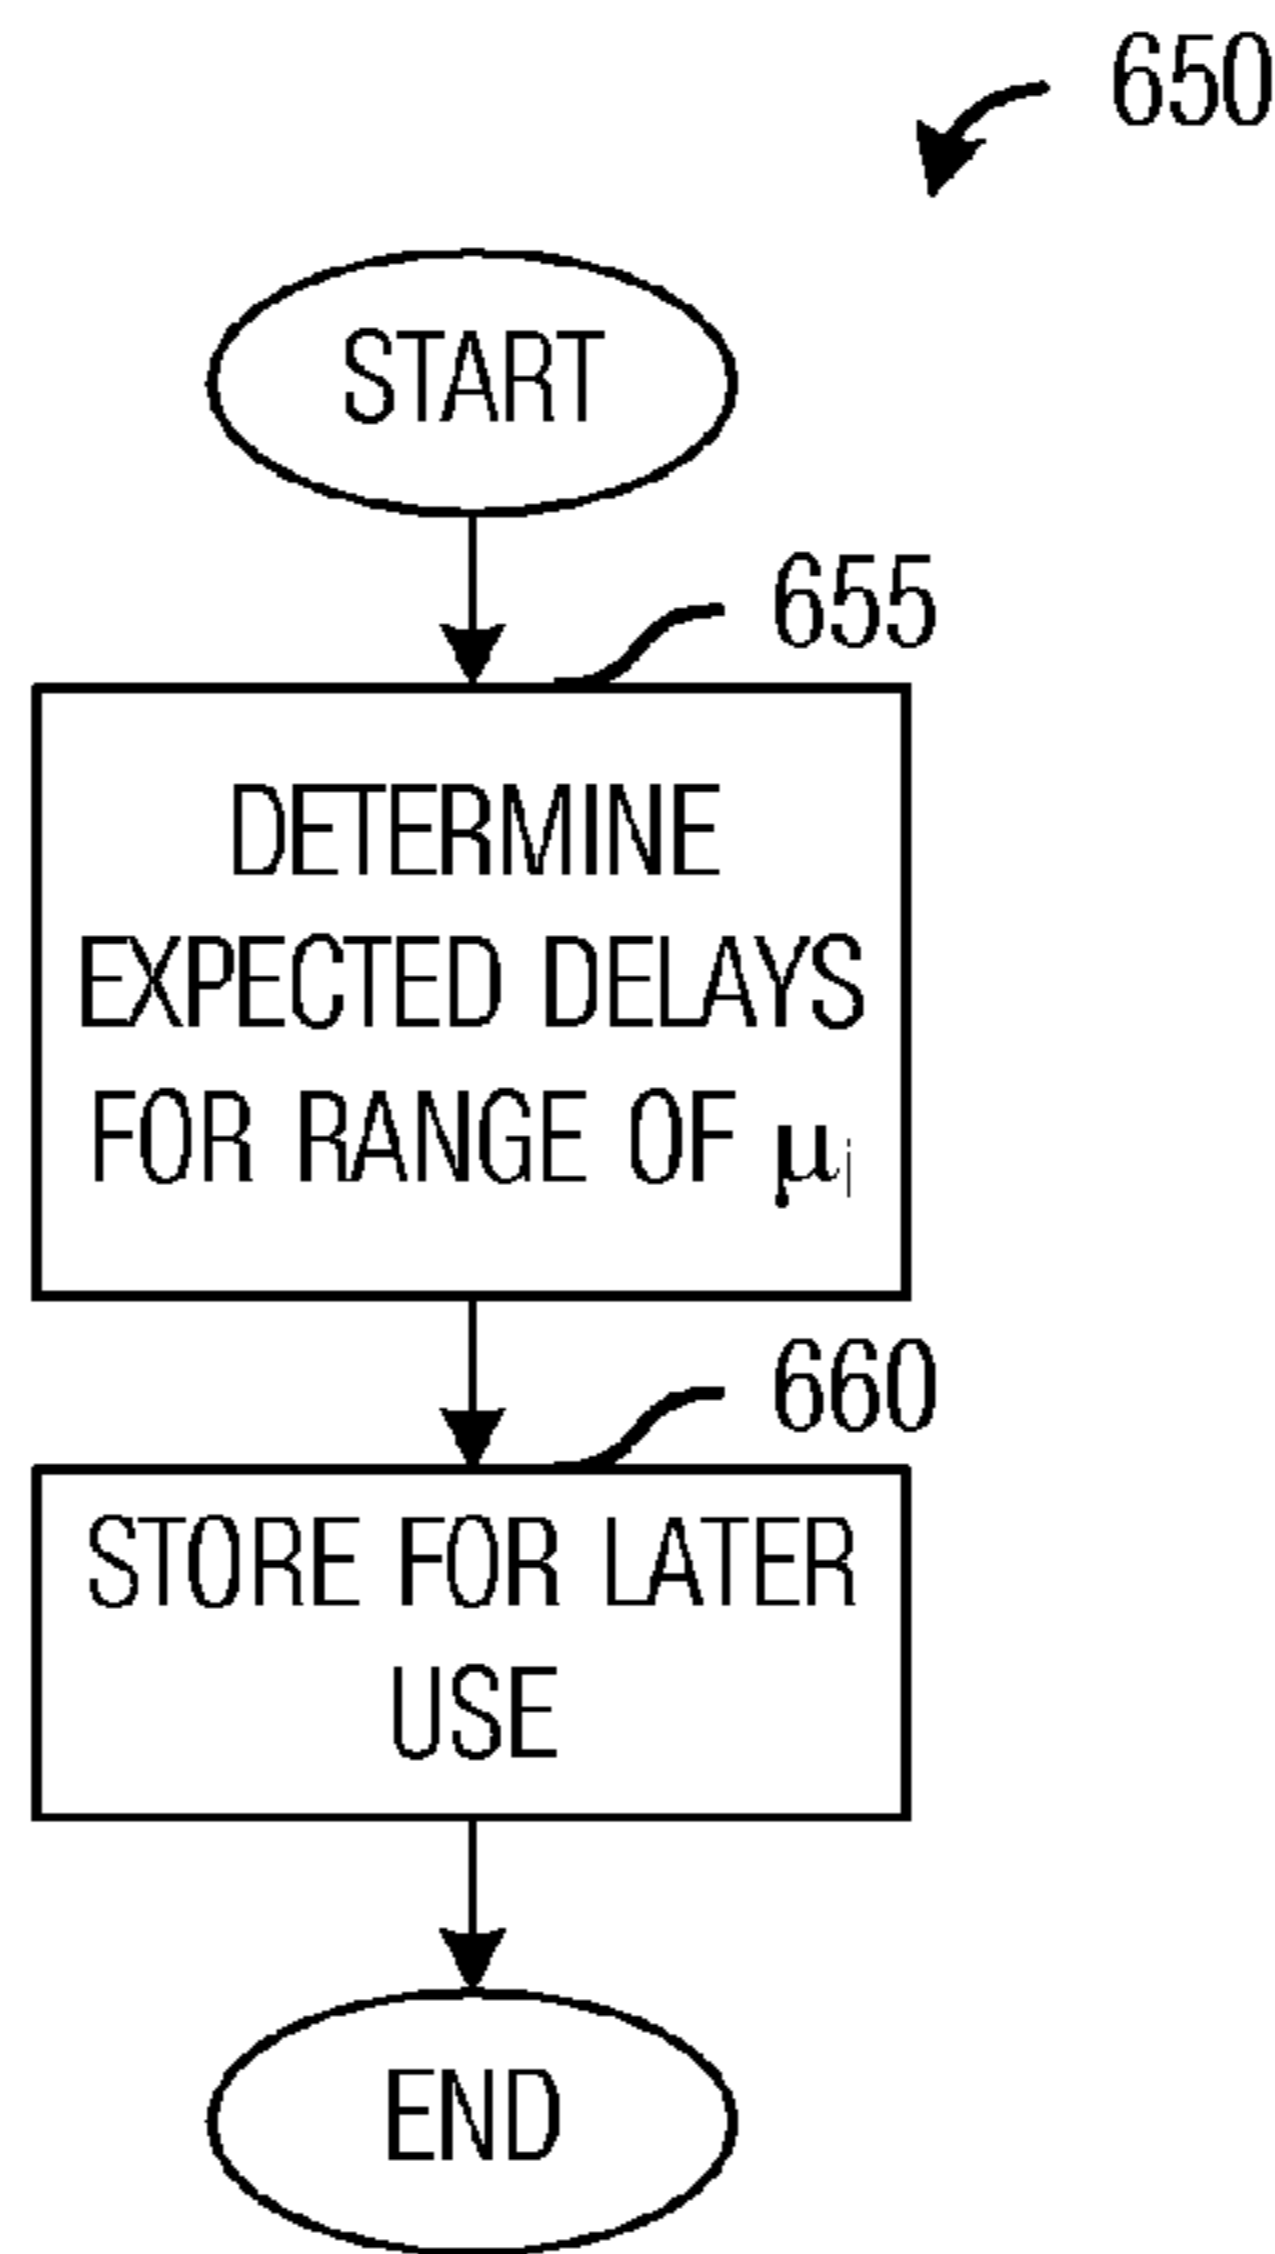 650
START
655
DETERMINE
EXPECTED DELAYS
FOR RANGE OF μi
660
STORE FOR LATER
USE
END